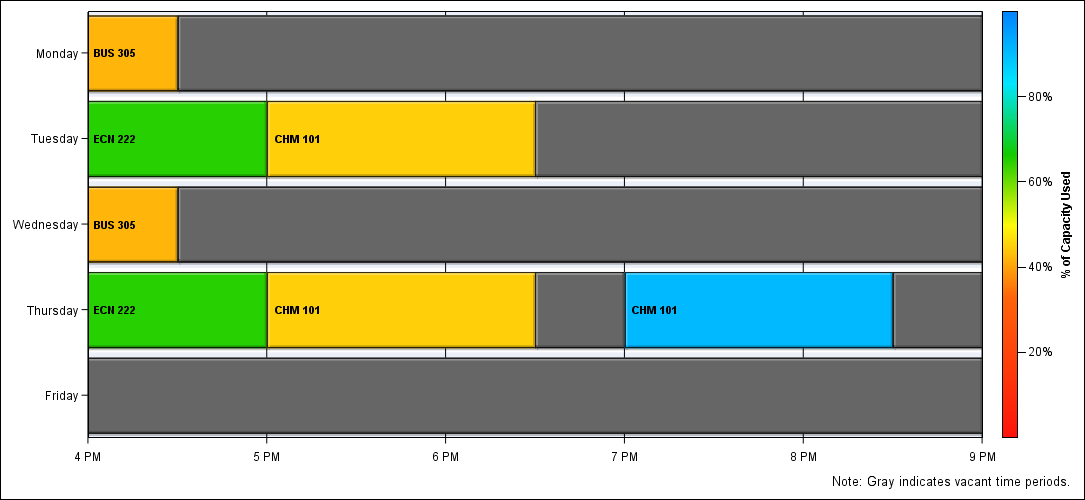 Monday
BUS 305
Tuesday
ECN 222
CHM 101
Wednesday
BUS 305
Thursday
ECN 222
CHM 101
CHM 101
Friday
4 PM
5 PM
6 PM
7 PM
8 PM
9 PM
80%
60%
40%
20%
% of Capacity Used
Note: Gray indicates vacant time periods.